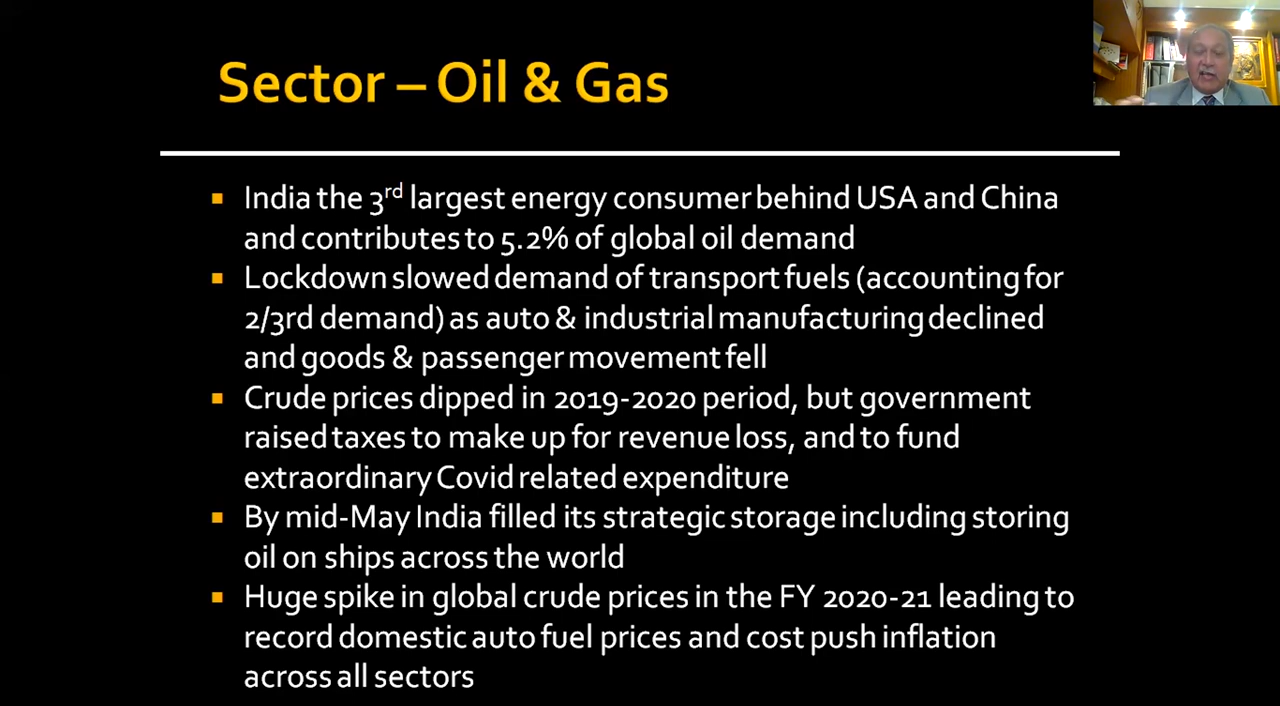 Sector – Oil & Gas
India the 3rd largest energy consumer behind USA and China
and contributes to 5.2% of global oil demand
Lockdown slowed demand of transport fuels (accounting for
2/3rd demand) as auto & industrial manufacturing declined
and goods & passenger movement fell
Crude prices dipped in 2019-2020 period, but government
raised taxes to make up for revenue loss, and to fund
extraordinary Covid related expenditure
By mid-May India filled its strategic storage including storing
oil on ships across the world
Huge spike in global crude prices in the FY 2020-21 leading to
record domestic auto fuel prices and cost push inflation
across all sectors